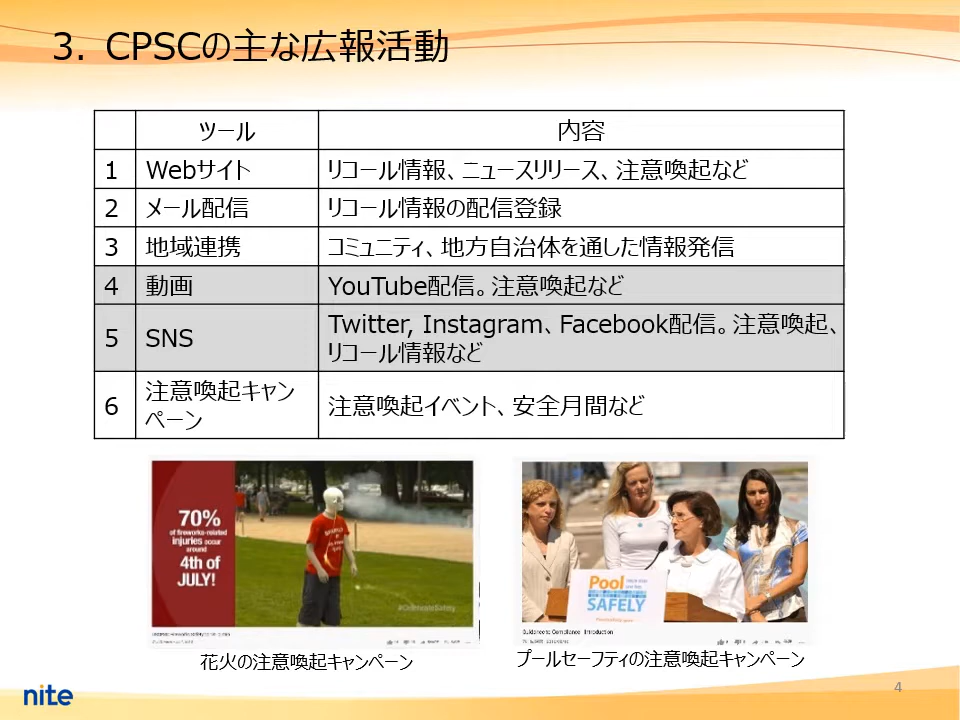 3．CPSCの主な広報活動
ツール 内容
1 Webサイト リコール情報、ニュースリリース、注意喚起など
2 メール配信 リコール情報の配信登録
3 地域連携 コミュニティ、地方自治体を通した情報発信
4 動画 YouTube配信。注意喚起など
5 SNS Twitter, Instagram、Facebook配信。注意喚起、
リコール情報など
6 注意喚起キャン
ペーン
注意喚起イベント、安全月間など
70%
of fireworks-related
injuries occur
around
4th of
JULY!
#CelebrateSafely
Pool
SAFELY
花火の注意喚起キャンペーン
プールセーフティの注意喚起キャンペーン
nite
4